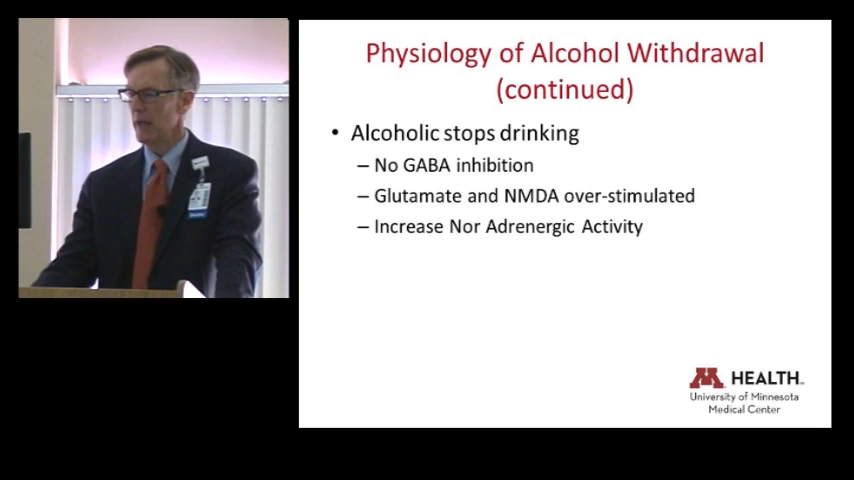 Physiology of Alcohol Withdrawal
(continued)
• Alcoholic stops drinking
– No GABA inhibition
– Glutamate and NMDA over-stimulated
– Increase Nor Adrenergic Activity
M HEALTH™
University of Minnesota
Medical Center